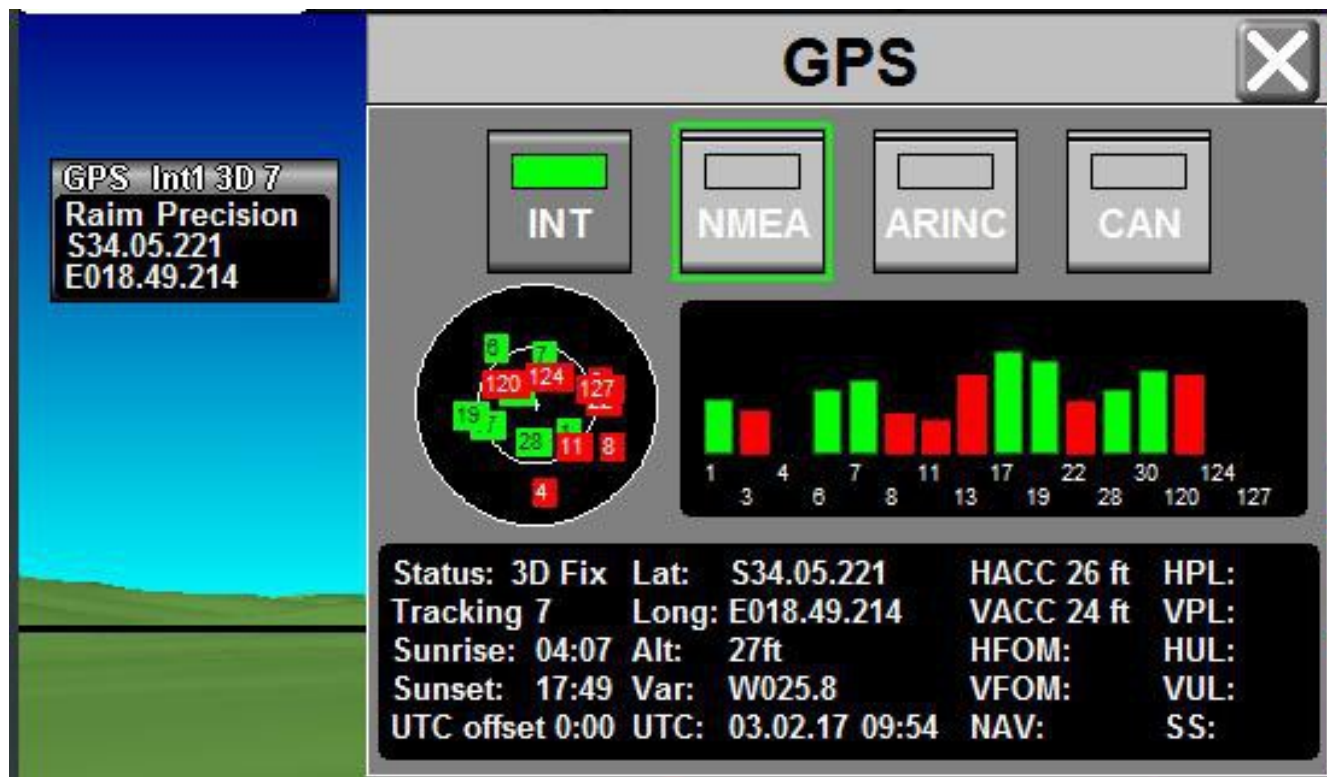 GPS
GPS Int1 3D 7
Raim Precision
S34.05.221
E018.49.214
INT
NMEA
ARINC
CAN
6
7
120
124
127
19
28
11
8
4
1 4 7 11 17 22 30 124
3 6 8 13 19 28 120 127
Status: 3D Fix Lat: S34.05.221 HACC 26 ft HPL:
Tracking 7 Long: E018.49.214 VACC 24 ft VPL:
Sunrise: 04:07 Alt: 27ft HFOM: HUL:
Sunset: 17:49 Var: W025.8 VFOM: VUL:
UTC offset 0:00 UTC: 03.02.17 09:54 NAV: SS: